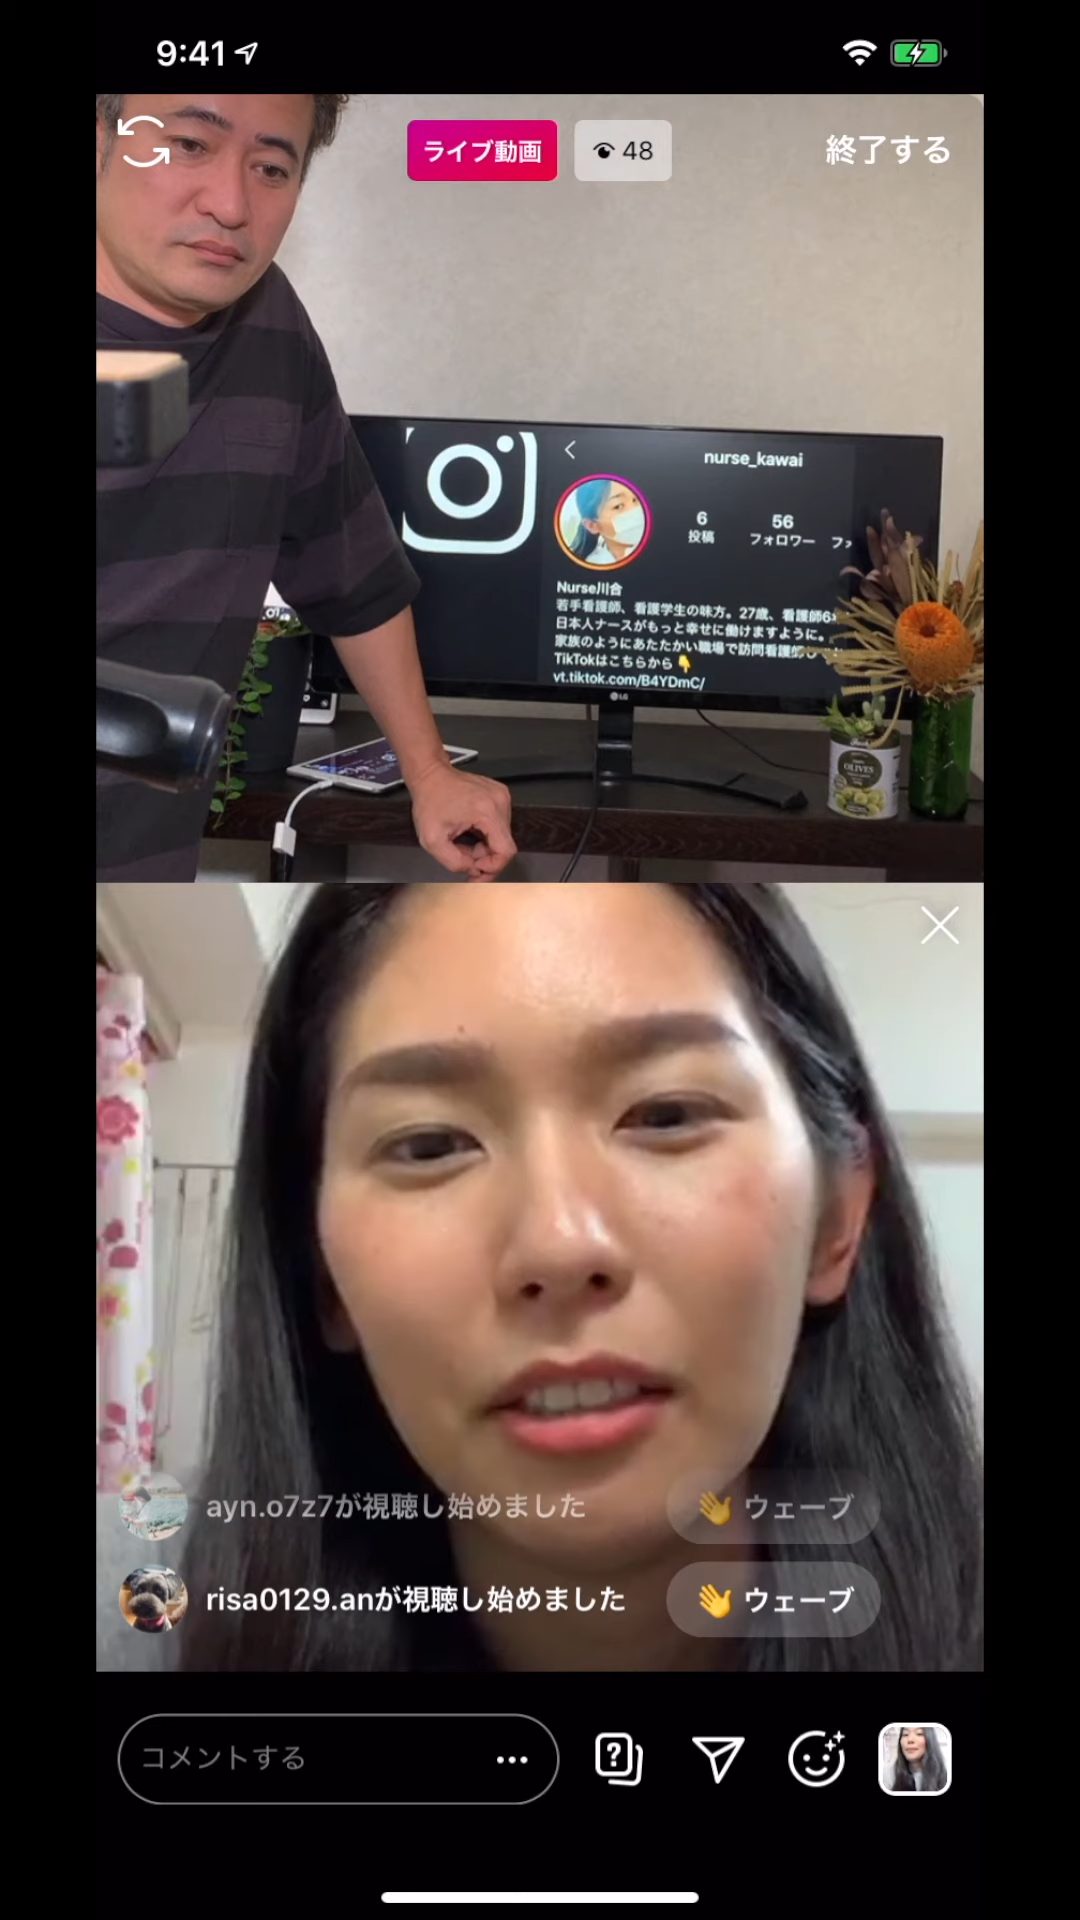 9:41
ライブ動画
48
終了する
nurse_kawai
6
投稿
56
フォロワー
フォ
Nurse川合
若手看護師、看護学生の味方。27歳、看護師6
日本人ナースがもっと幸せに働けますように。
家族のようにあたたかい職場で訪問看護師
TikTokはこちらから👇
vt.tiktok.com/B4YDmC/
LG
OLIVES
ayn.o7z7が視聴し始めました
👋 ウェーブ
risa0129.anが視聴し始めました
👋 ウェーブ
コメントする